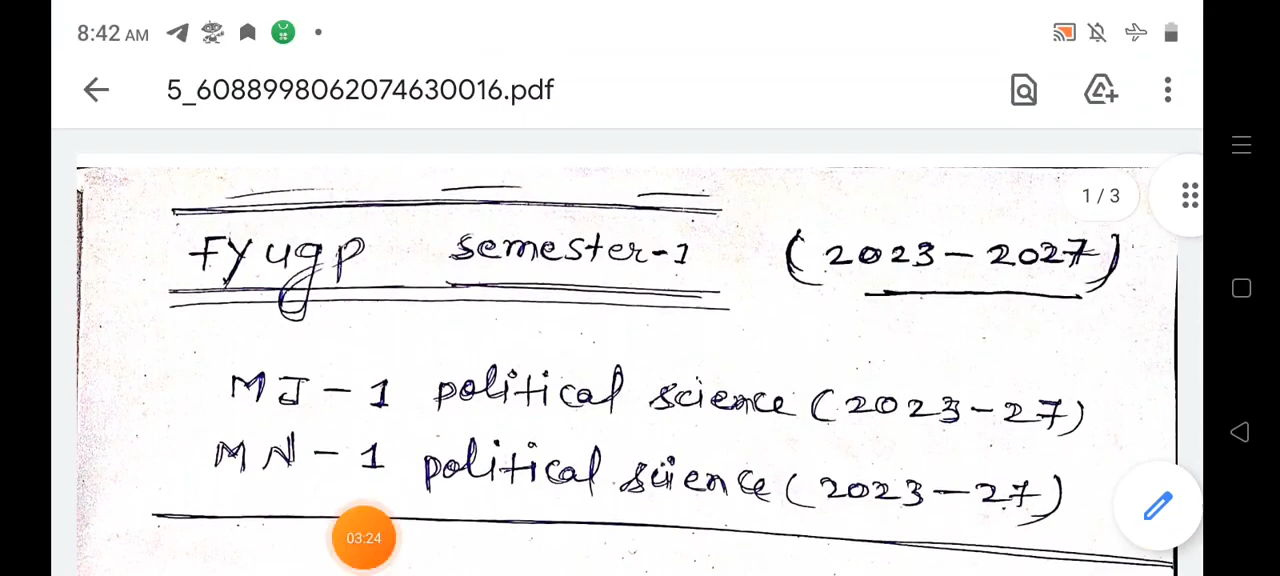 8:42 AM
5_6088998062074630016.pdf
1/3
FYugp semester-1 (2023-2027)
MJ-1 political science (2023-27)
MN-1 political science (2023-27)
03:24